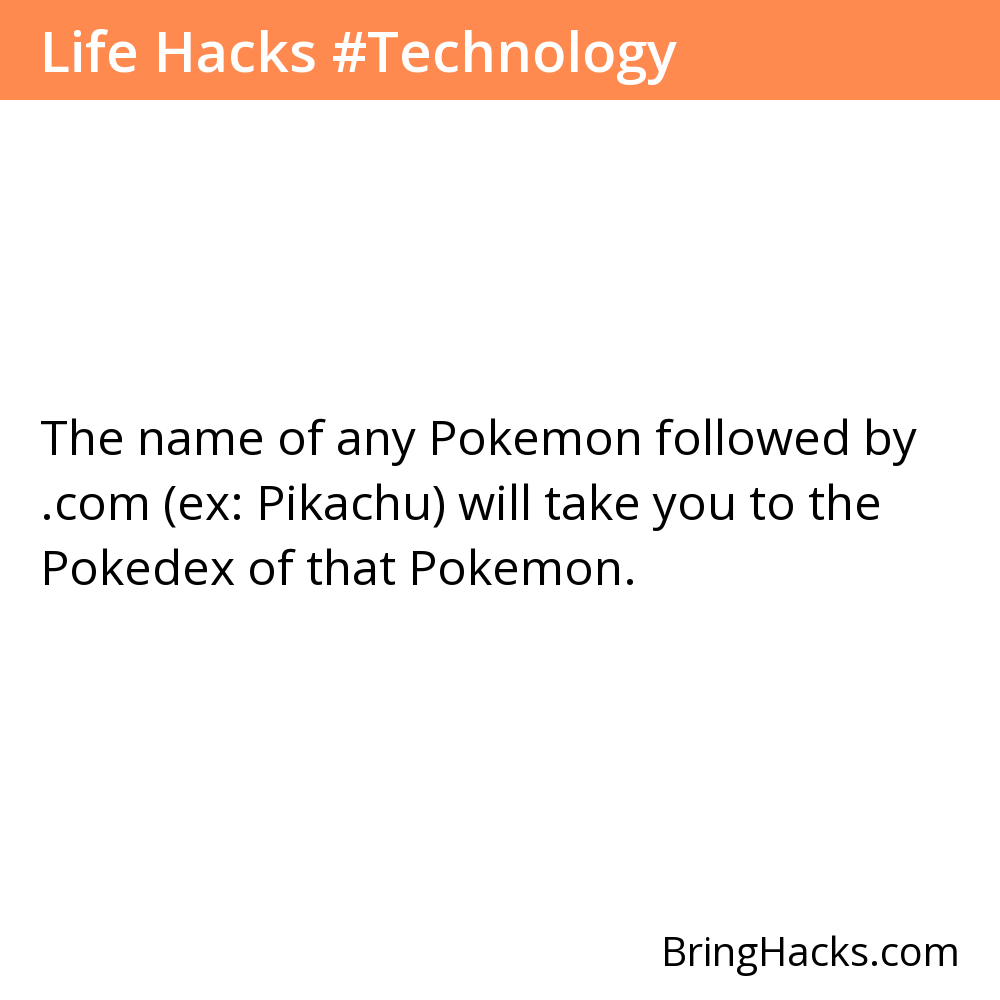 Life Hacks #Technology
The name of any Pokemon followed by
.com (ex: Pikachu) will take you to the
Pokedex of that Pokemon.
BringHacks.com